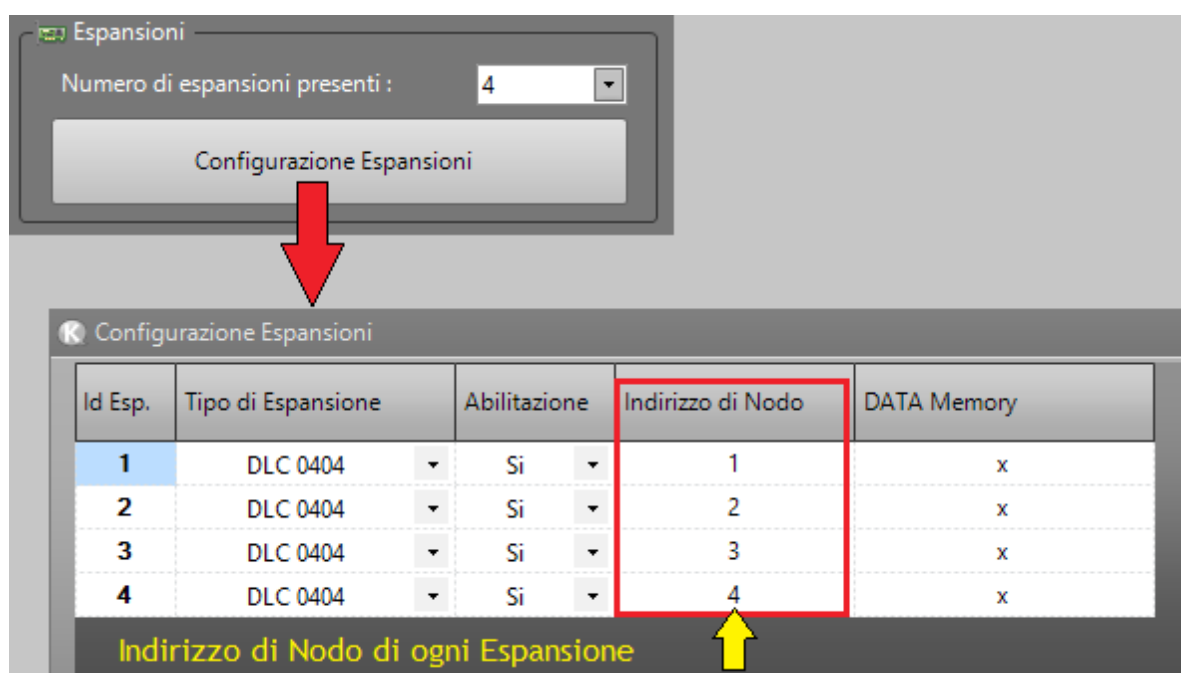 Espansioni
Numero di espansioni presenti : 4
Configurazione Espansioni
K Configurazione Espansioni
Id Esp. Tipo di Espansione Abilitazione Indirizzo di Nodo DATA Memory
1 DLC 0404 Si 1 x
2 DLC 0404 Si 2 x
3 DLC 0404 Si 3 x
4 DLC 0404 Si 4 x
Indirizzo di Nodo di ogni Espansione